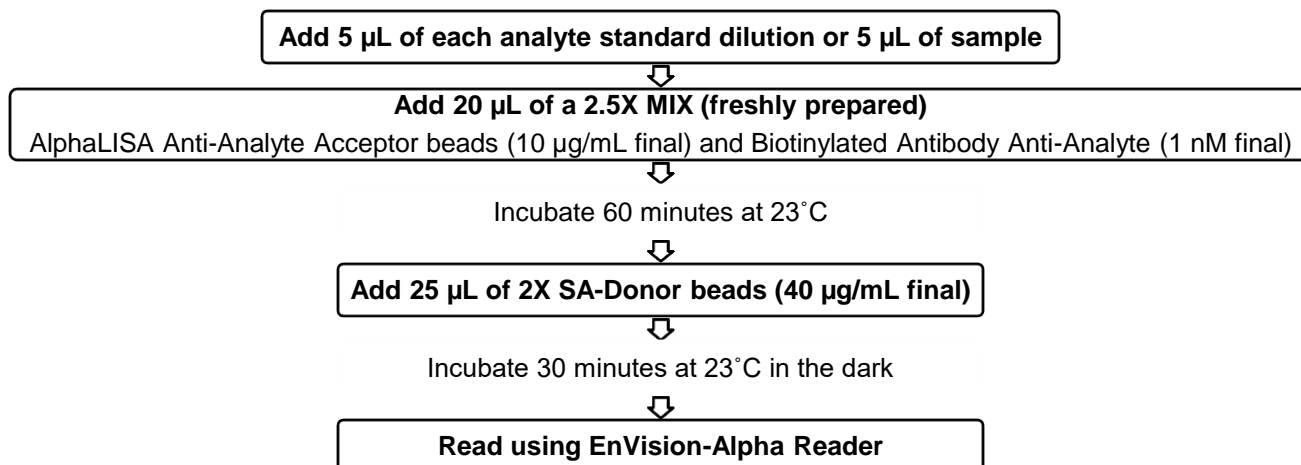 Add 5 µL of each analyte standard dilution or 5 µL of sample
Add 20 µL of a 2.5X MIX (freshly prepared)
AlphaLISA Anti-Analyte Acceptor beads (10 µg/mL final) and Biotinylated Antibody Anti-Analyte (1 nM final)
Incubate 60 minutes at 23˚C
Add 25 µL of 2X SA-Donor beads (40 µg/mL final)
Incubate 30 minutes at 23˚C in the dark
Read using EnVision-Alpha Reader